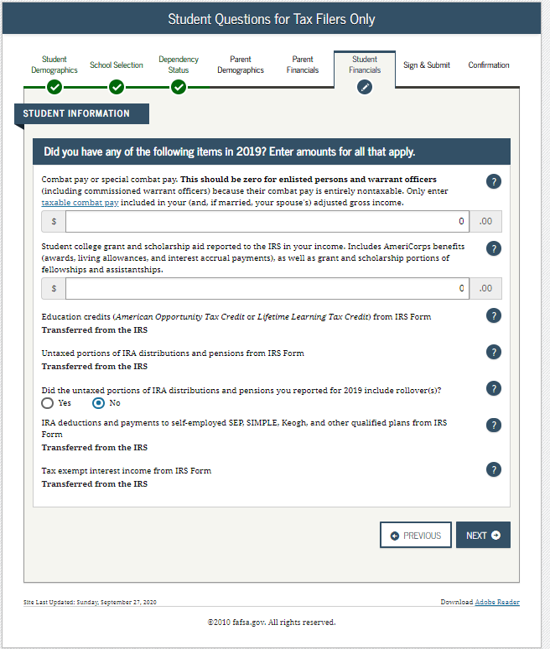 Student Questions for Tax Filers Only
Student
Demographics
School Selection
Dependency
Status
Parent
Demographics
Parent
Financials
Student
Financials
Sign & Submit
Confirmation
STUDENT INFORMATION
Did you have any of the following items in 2019? Enter amounts for all that apply.
Combat pay or special combat pay. This should be zero for enlisted persons and warrant officers
(including commissioned warrant officers) because their combat pay is entirely nontaxable. Only enter
taxable combat pay included in your (and, if married, your spouse's) adjusted gross income.
?
$ 0 .00
Student college grant and scholarship aid reported to the IRS in your income. Includes AmeriCorps benefits
(awards, living allowances, and interest accrual payments), as well as grant and scholarship portions of
fellowships and assistantships.
?
$ 0 .00
Education credits (American Opportunity Tax Credit or Lifetime Learning Tax Credit) from IRS Form
Transferred from the IRS
?
Untaxed portions of IRA distributions and pensions from IRS Form
Transferred from the IRS
?
Did the untaxed portions of IRA distributions and pensions you reported for 2019 include rollover(s)?
?
Yes No
IRA deductions and payments to self-employed SEP, SIMPLE, Keogh, and other qualified plans from IRS
Form
Transferred from the IRS
?
Tax exempt interest income from IRS Form
Transferred from the IRS
?
PREVIOUS NEXT
Site Last Updated: Sunday, September 27, 2020
Download Adobe Reader
©2010 fafsa.gov. All rights reserved.